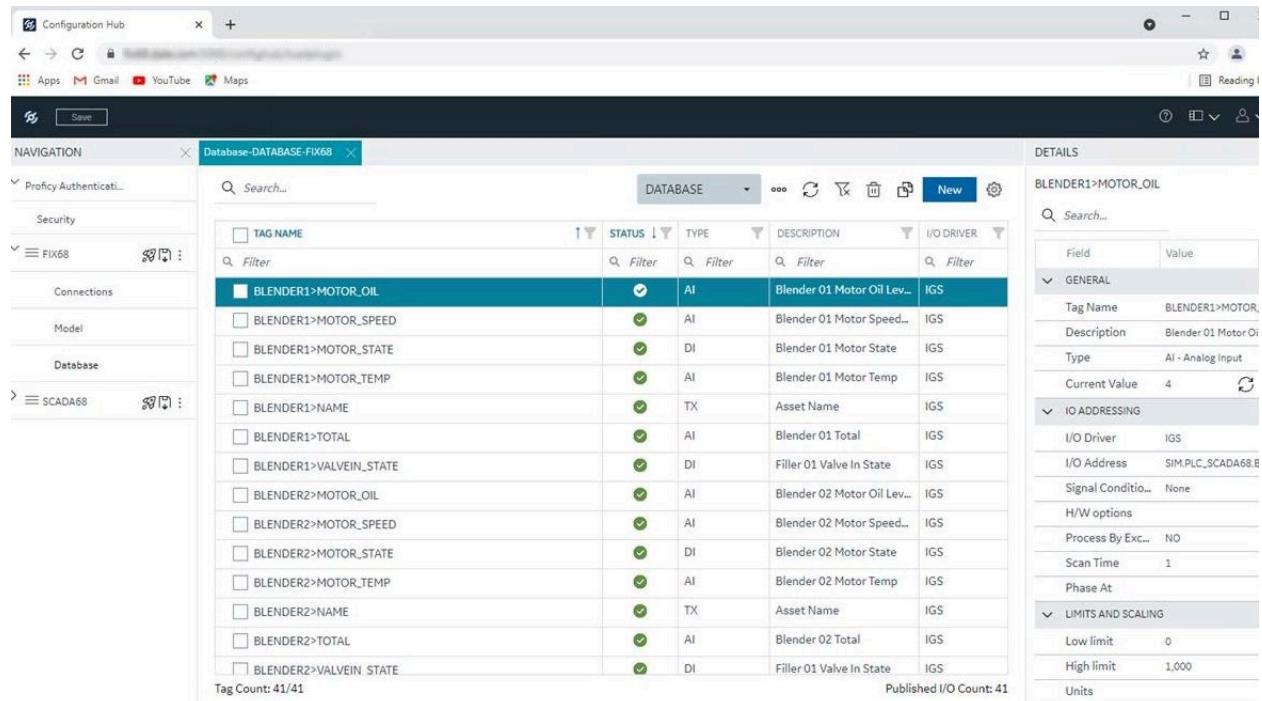 Configuration Hub
Apps Gmail YouTube Maps Reading
Save
NAVIGATION
Proficy Authenticati...
Security
FIX68
Connections
Model
Database
SCADA68
Database-DATABASE-FIX68
Search...
DATABASE
New
TAG NAME STATUS TYPE DESCRIPTION I/O DRIVER
Filter Filter Filter Filter Filter
BLENDER1>MOTOR_OIL AI Blender 01 Motor Oil Lev... IGS
BLENDER1>MOTOR_SPEED AI Blender 01 Motor Speed... IGS
BLENDER1>MOTOR_STATE DI Blender 01 Motor State IGS
BLENDER1>MOTOR_TEMP AI Blender 01 Motor Temp IGS
BLENDER1>NAME TX Asset Name IGS
BLENDER1>TOTAL AI Blender 01 Total IGS
BLENDER1>VALVEIN_STATE DI Filler 01 Valve In State IGS
BLENDER2>MOTOR_OIL AI Blender 02 Motor Oil Lev... IGS
BLENDER2>MOTOR_SPEED AI Blender 02 Motor Speed... IGS
BLENDER2>MOTOR_STATE DI Blender 02 Motor State IGS
BLENDER2>MOTOR_TEMP AI Blender 02 Motor Temp IGS
BLENDER2>NAME TX Asset Name IGS
BLENDER2>TOTAL AI Blender 02 Total IGS
BLENDER2>VALVEIN_STATE DI Filler 01 Valve In State IGS
Tag Count: 41/41 Published I/O Count: 41
DETAILS
BLENDER1>MOTOR_OIL
Search...
Field Value
GENERAL
Tag Name BLENDER1>MOTOR_
Description Blender 01 Motor Oi
Type AI - Analog Input
Current Value 4
IO ADDRESSING
I/O Driver IGS
I/O Address SIM.PLC_SCADA68.B
Signal Conditio... None
H/W options
Process By Exc... NO
Scan Time 1
Phase At
LIMITS AND SCALING
Low limit 0
High limit 1,000
Units